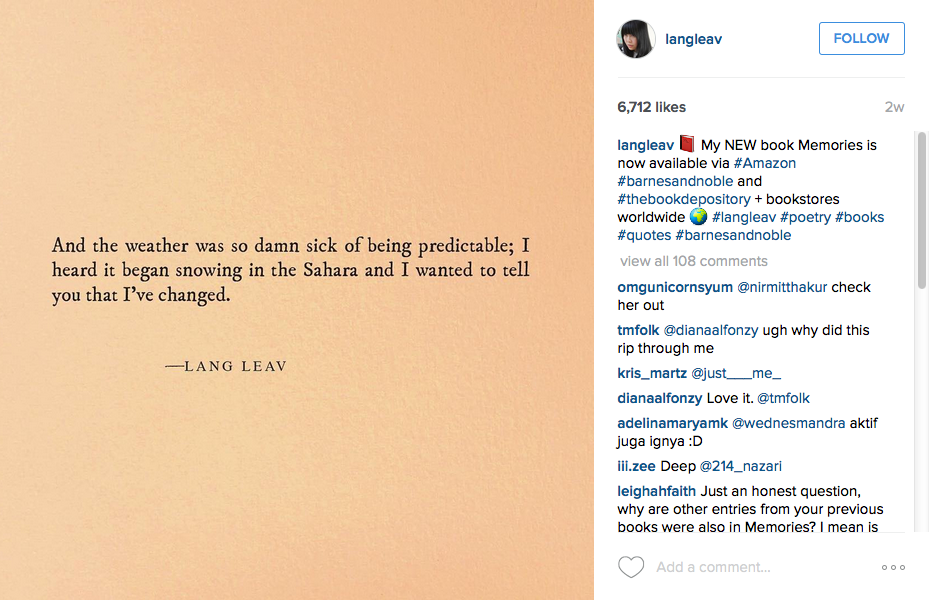 And the weather was so damn sick of being predictable; I
heard it began snowing in the Sahara and I wanted to tell
you that I've changed.
—LANG LEAV
langleav
FOLLOW
6,712 likes
2w
langleav 📕 My NEW book Memories is
now available via #Amazon
#barnesandnoble and
#thebookdepository + bookstores
worldwide 🌍 #langleav #poetry #books
#quotes #barnesandnoble
view all 108 comments
omgunicornsyum @nirmitthakur check
her out
tmfolk @dianaalfonzy ugh why did this
rip through me
kris_martz @just___me_
dianaalfonzy Love it. @tmfolk
adelinamaryamk @wednesmandra aktif
juga ignya :D
iii.zee Deep @214_nazari
leighahfaith Just an honest question,
why are other entries from your previous
books were also in Memories? I mean is
Add a comment...